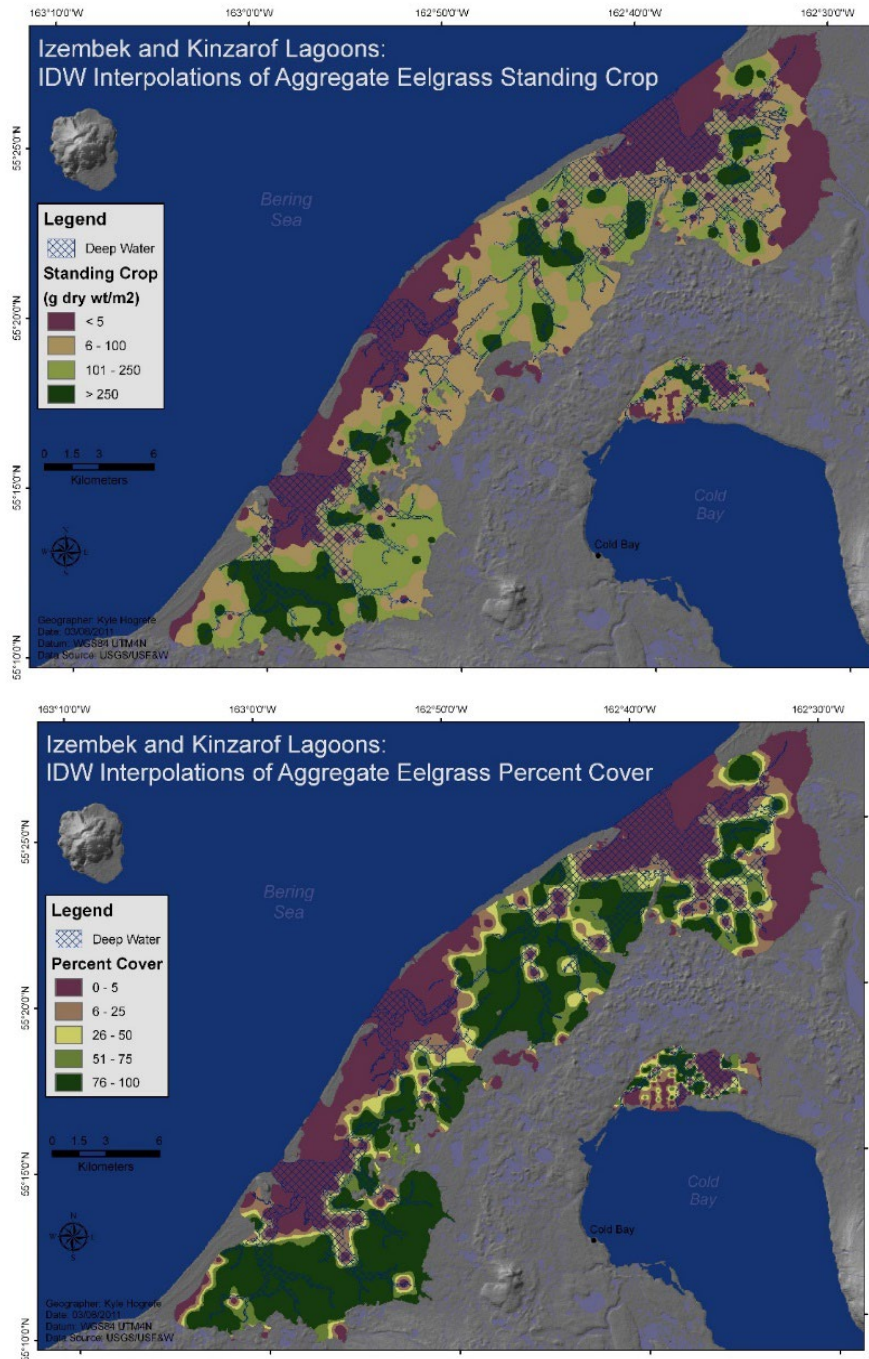 163°10'0"W 163°0'0"W 162°50'0"W 162°40'0"W 162°30'0"W
Izembek and Kinzarof Lagoons:
IDW Interpolations of Aggregate Eelgrass Standing Crop
55°25'0"N
Bering
Sea
Legend
Deep Water
Standing Crop
(g dry wt/m2)
< 5
6 - 100
101 - 250
> 250
55°20'0"N
0 1.5 3 6
Kilometers
55°15'0"N
Cold
Bay
Cold Bay
N
W E
S
Geographer: Kyle Hogrefe
Date: 03/06/2011
Datum: WGS84 UTM4N
Data Source: USGS/USF&W
55°10'0"N
163°10'0"W 163°0'0"W 162°50'0"W 162°40'0"W 162°30'0"W
Izembek and Kinzarof Lagoons:
IDW Interpolations of Aggregate Eelgrass Percent Cover
55°25'0"N
Bering
Sea
Legend
Deep Water
Percent Cover
0 - 5
6 - 25
26 - 50
51 - 75
76 - 100
55°20'0"N
0 1.5 3 6
Kilometers
55°15'0"N
Cold
Bay
Cold Bay
N
W E
S
Geographer: Kyle Hogrefe
Date: 03/06/2011
Datum: WGS84 UTM4N
Data Source: USGS/USF&W
55°10'0"N